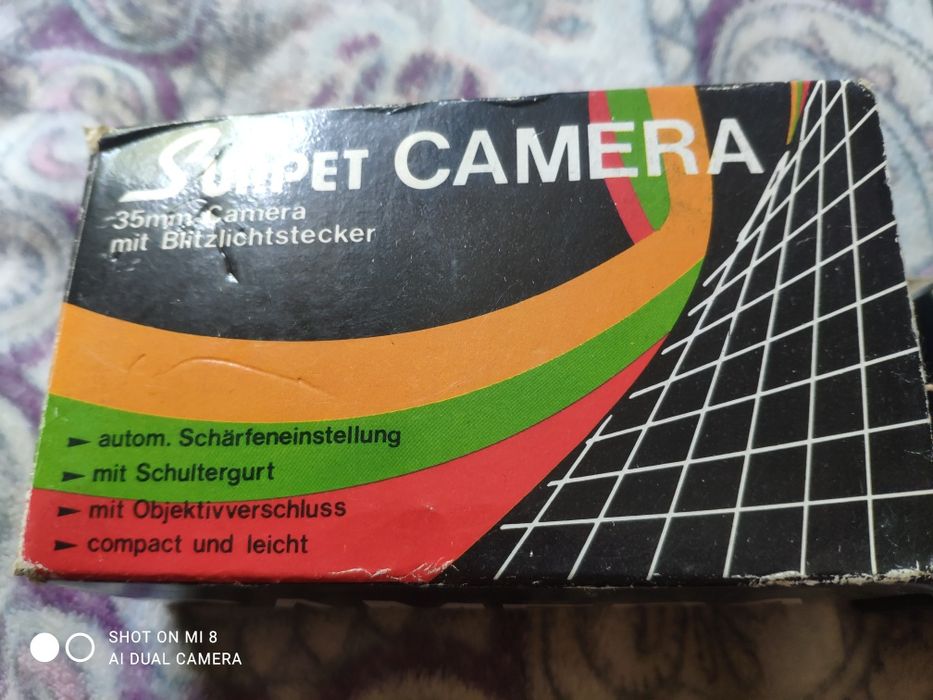 SUNPET CAMERA
35mm Camera
mit Blitzlichtstecker
► autom. Schärfeneinstellung
► mit Schultergurt
► mit Objektivverschluss
► compact und leicht
SHOT ON MI 8
AI DUAL CAMERA